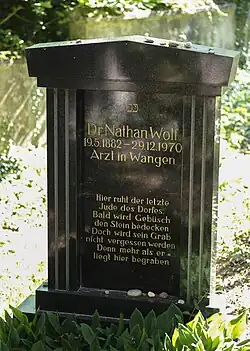 Dr. Nathan Wolf
19.5.1882 – 29.12.1970
Arzt in Wangen
Hier ruht der letzte
Jude des Dorfes.
Bald wird Gebüsch
den Stein bedecken
Doch wird sein Grab
nicht vergessen werden
Denn mehr als er
liegt hier begraben